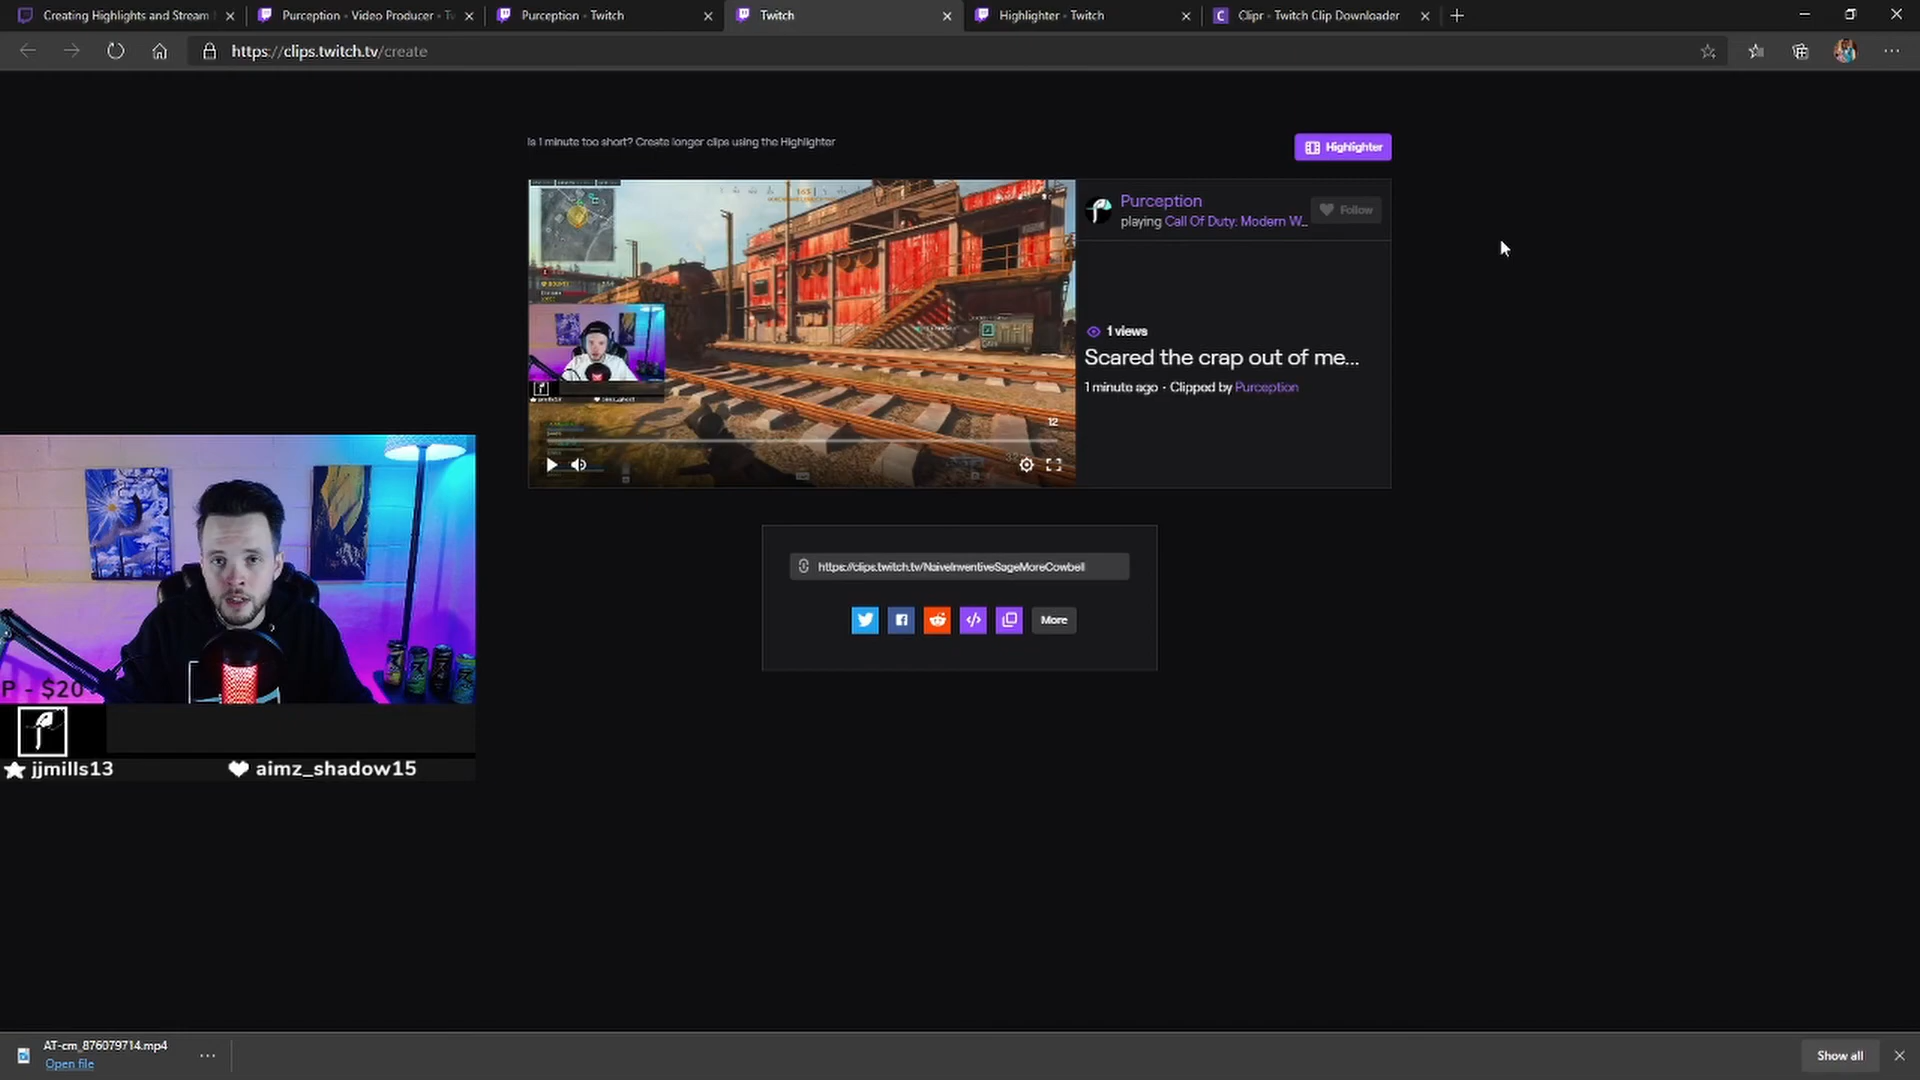 Creating Highlights and Stream
Purception - Video Producer - Tw
Purception - Twitch
Twitch
Highlighter - Twitch
Clipr - Twitch Clip Downloader
https://clips.twitch.tv/create
Is 1 minute too short? Create longer clips using the Highlighter
Highlighter
Purception
playing Call Of Duty: Modern W...
Follow
1 views
Scared the crap out of me...
1 minute ago · Clipped by Purception
12
https://clips.twitch.tv/NaiveInventiveSageMoreCowbell
More
P - $20
jjmills13
aimz_shadow15
AT-cm_876079714.mp4
Open file
Show all